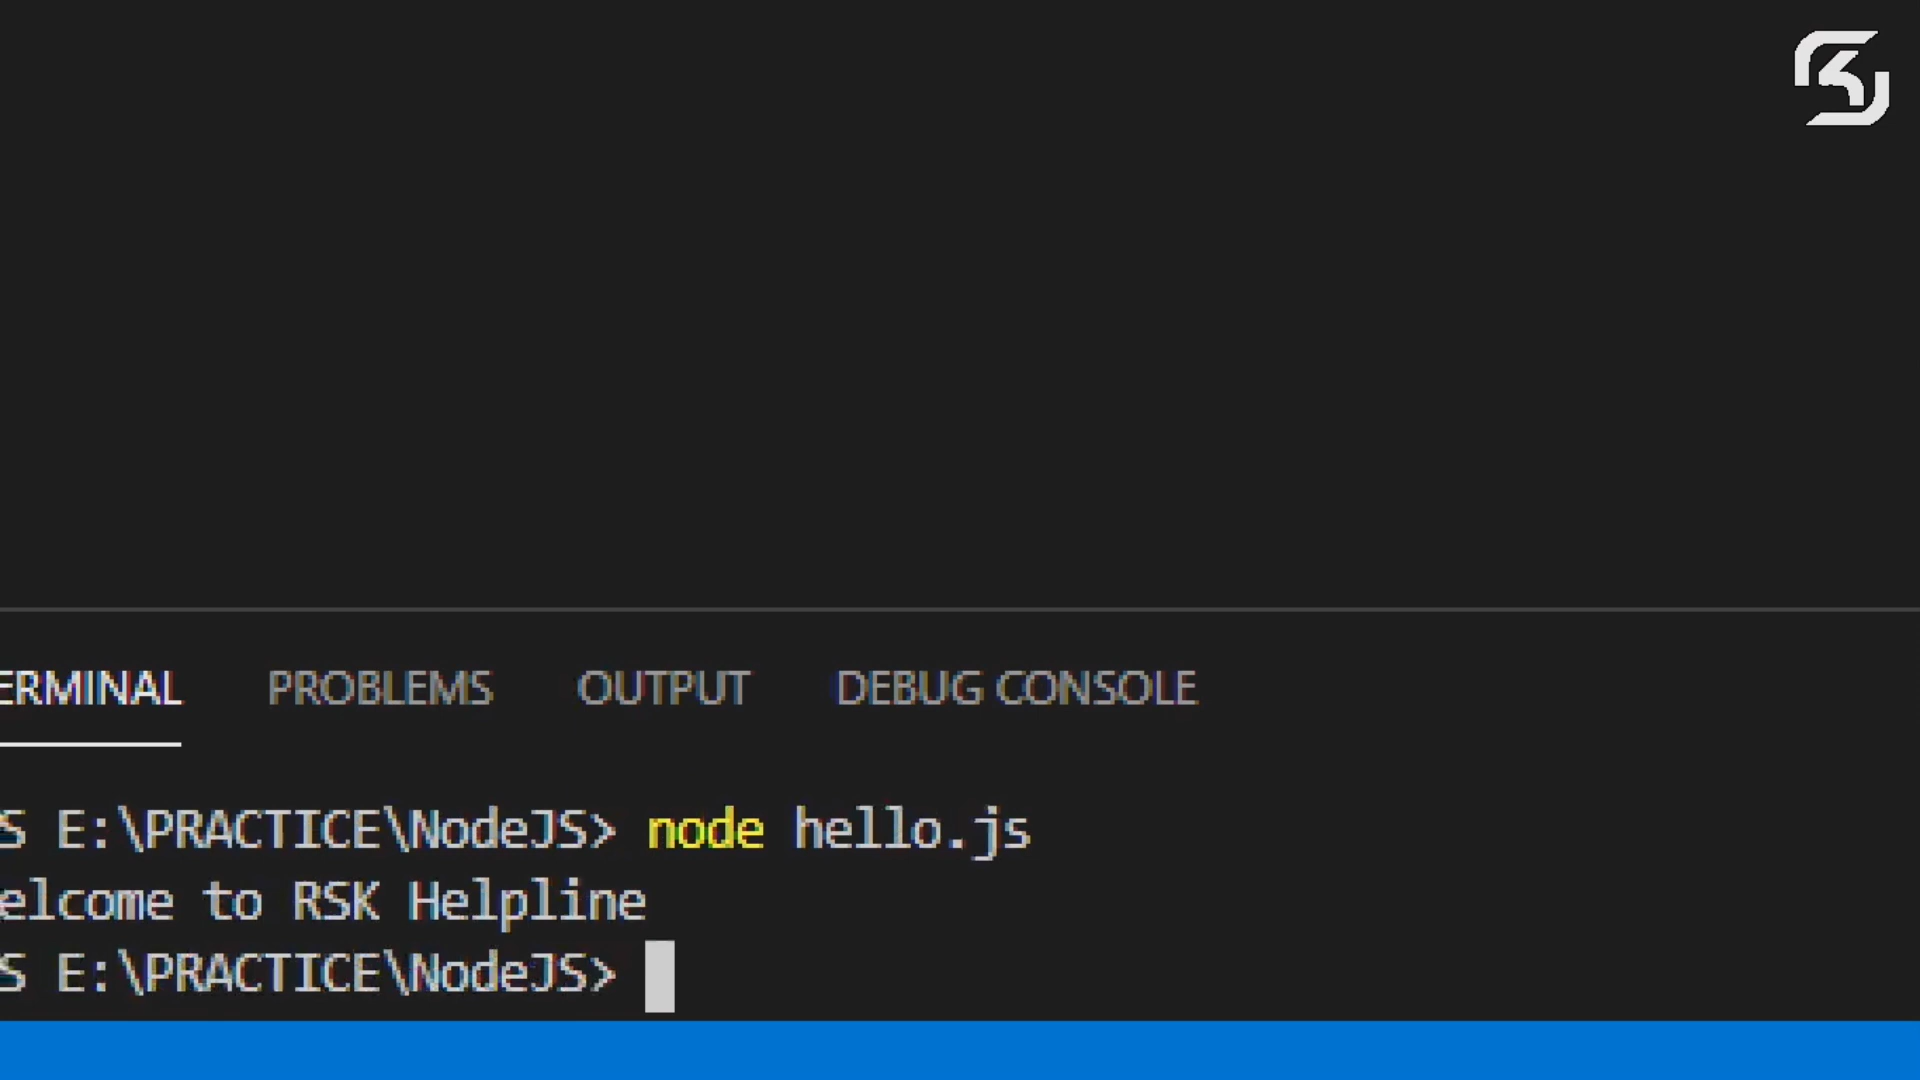 ERMINAL PROBLEMS OUTPUT DEBUG CONSOLE
S E:\PRACTICE\NodeJS> node hello.js
elcome to RSK Helpline
S E:\PRACTICE\NodeJS>